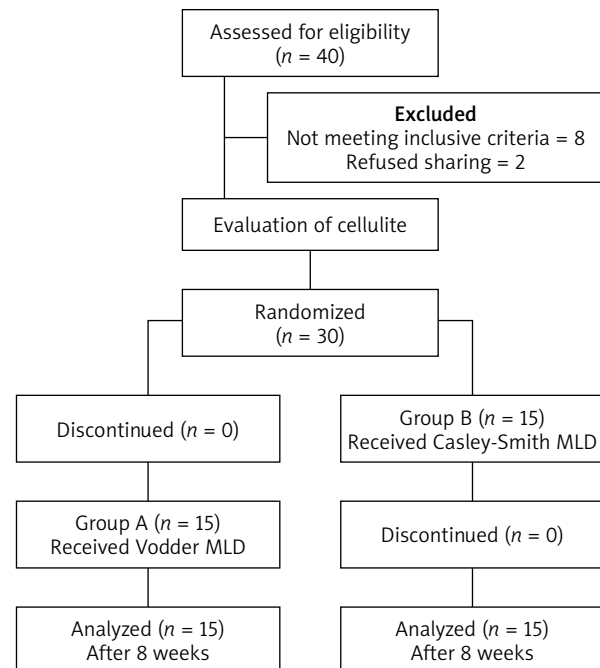 Assessed for eligibility
(n = 40)
Excluded
Not meeting inclusive criteria = 8
Refused sharing = 2
Evaluation of cellulite
Randomized
(n = 30)
Discontinued (n = 0)
Group A (n = 15)
Received Vodder MLD
Analyzed (n = 15)
After 8 weeks
Group B (n = 15)
Received Casley-Smith MLD
Discontinued (n = 0)
Analyzed (n = 15)
After 8 weeks